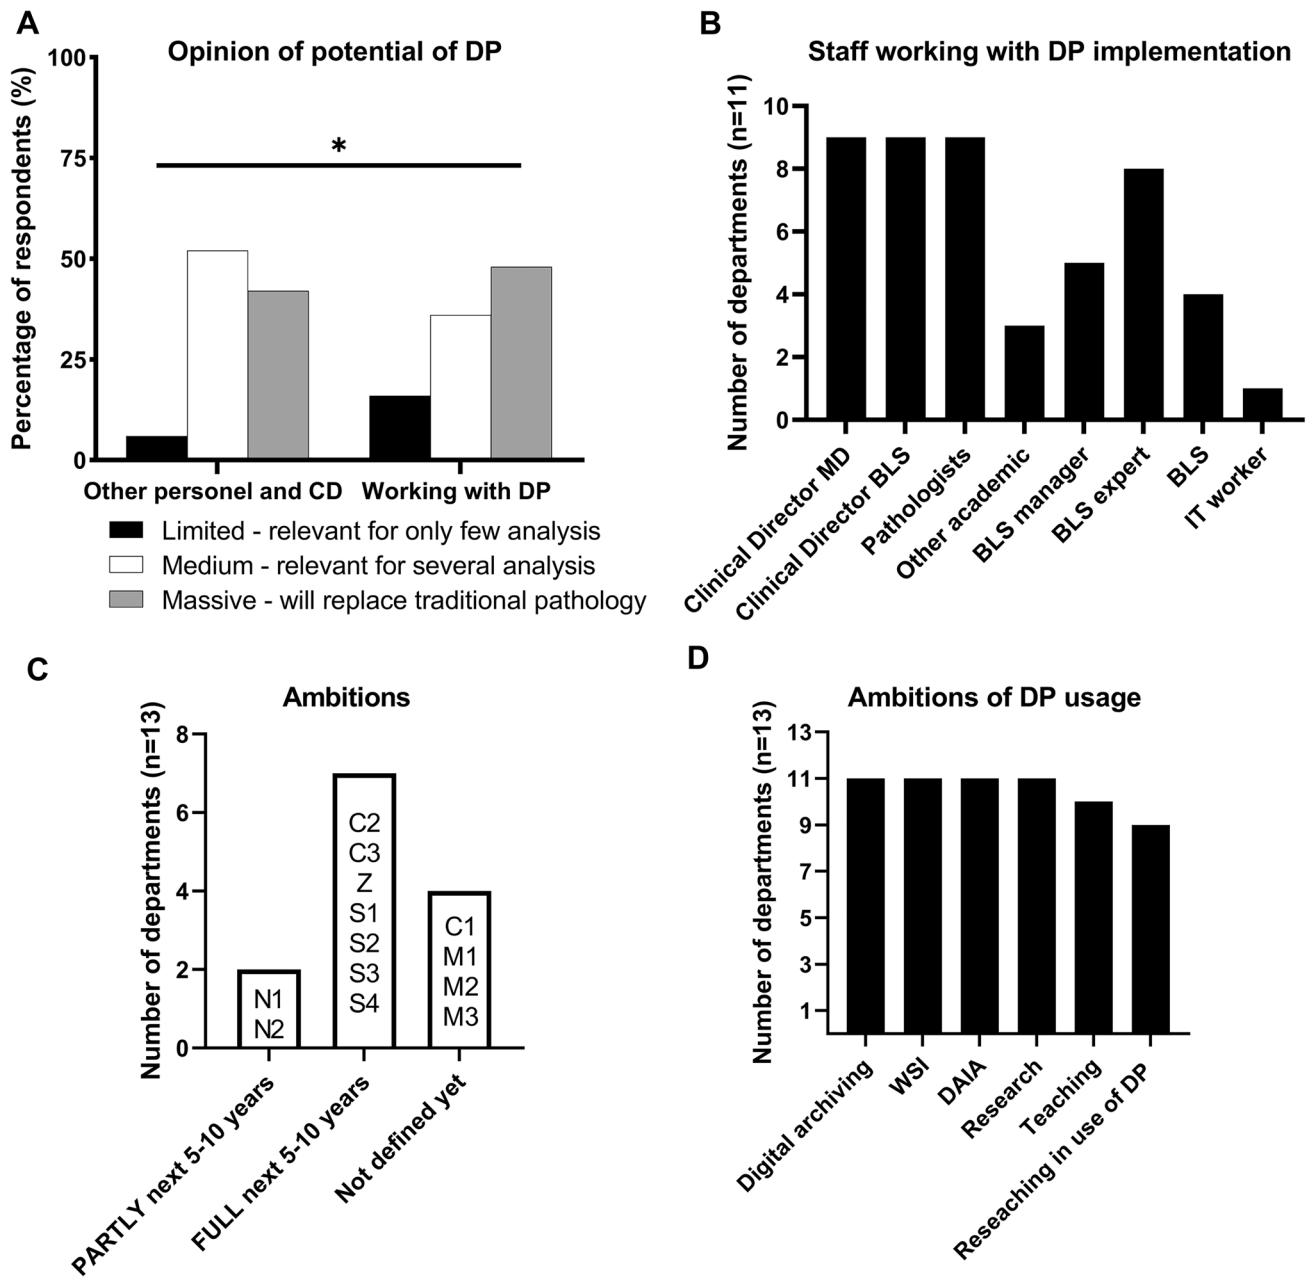 A
Opinion of potential of DP
Percentage of respondents (%)
100
75
50
25
0
*
Other personel and CD
Working with DP
Limited - relevant for only few analysis
Medium - relevant for several analysis
Massive - will replace traditional pathology
B
Staff working with DP implementation
Number of departments (n=11)
10
8
6
4
2
0
Clinical Director MD
Clinical Director BLS
Pathologists
Other academic
BLS manager
BLS expert
BLS
IT worker
C
Ambitions
Number of departments (n=13)
8
6
4
2
0
N1
N2
C2
C3
Z
S1
S2
S3
S4
C1
M1
M2
M3
PARTLY next 5-10 years
FULL next 5-10 years
Not defined yet
D
Ambitions of DP usage
Number of departments (n=13)
13
11
9
7
5
3
1
Digital archiving
WSI
DAIA
Research
Teaching
Reseaching in use of DP